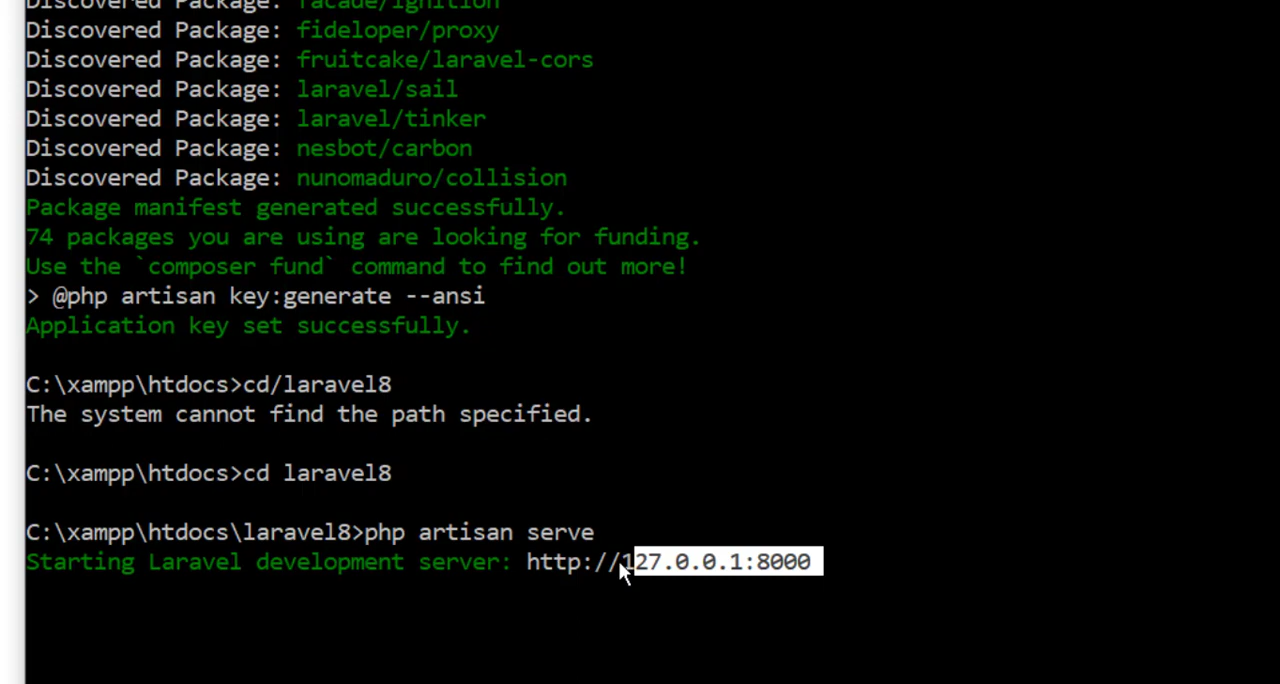 Discovered Package: facade/ignition
Discovered Package: fideloper/proxy
Discovered Package: fruitcake/laravel-cors
Discovered Package: laravel/sail
Discovered Package: laravel/tinker
Discovered Package: nesbot/carbon
Discovered Package: nunomaduro/collision
Package manifest generated successfully.
74 packages you are using are looking for funding.
Use the `composer fund` command to find out more!
> @php artisan key:generate --ansi
Application key set successfully.
C:\xampp\htdocs>cd/laravel8
The system cannot find the path specified.
C:\xampp\htdocs>cd laravel8
C:\xampp\htdocs\laravel8>php artisan serve
Starting Laravel development server: http://127.0.0.1:8000